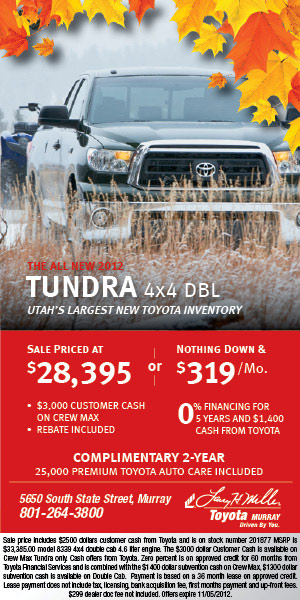 THE ALL NEW 2012
TUNDRA 4x4 DBL
UTAH'S LARGEST NEW TOYOTA INVENTORY
SALE PRICED AT
$28,395
or
NOTHING DOWN &
$319/MO.
• $3,000 CUSTOMER CASH
ON CREW MAX
• REBATE INCLUDED
0% FINANCING FOR
5 YEARS AND $1,400
CASH FROM TOYOTA
COMPLIMENTARY 2-YEAR
25,000 PREMIUM TOYOTA AUTO CARE INCLUDED
5650 South State Street, Murray
801-264-3800
Larry H. Miller
Toyota MURRAY
Driven By You.
Sale price includes $2500 dollars customer cash from Toyota and is on stock number 201877 MSRP of
$33,385.00 model 8339 4x4 double cab 4.6 liter engine. The $3000 dollar Customer Cash is available on
Crew Max Tundra only. Cash offers from Toyota. Zero percent is on approved credit for 60 months from
Toyota Financial Services and is combined with the $1400 dollar subvention cash on Crew Max, $1300 dollar
subvention cash is available on Double Cab. Payment is based on a 36 month lease on approved credit.
Lease payment does not include tax, licensing, bank acquisition fee, first months payment and up-front fees.
$299 dealer doc fee not included. Offers expire 11/05/2012.